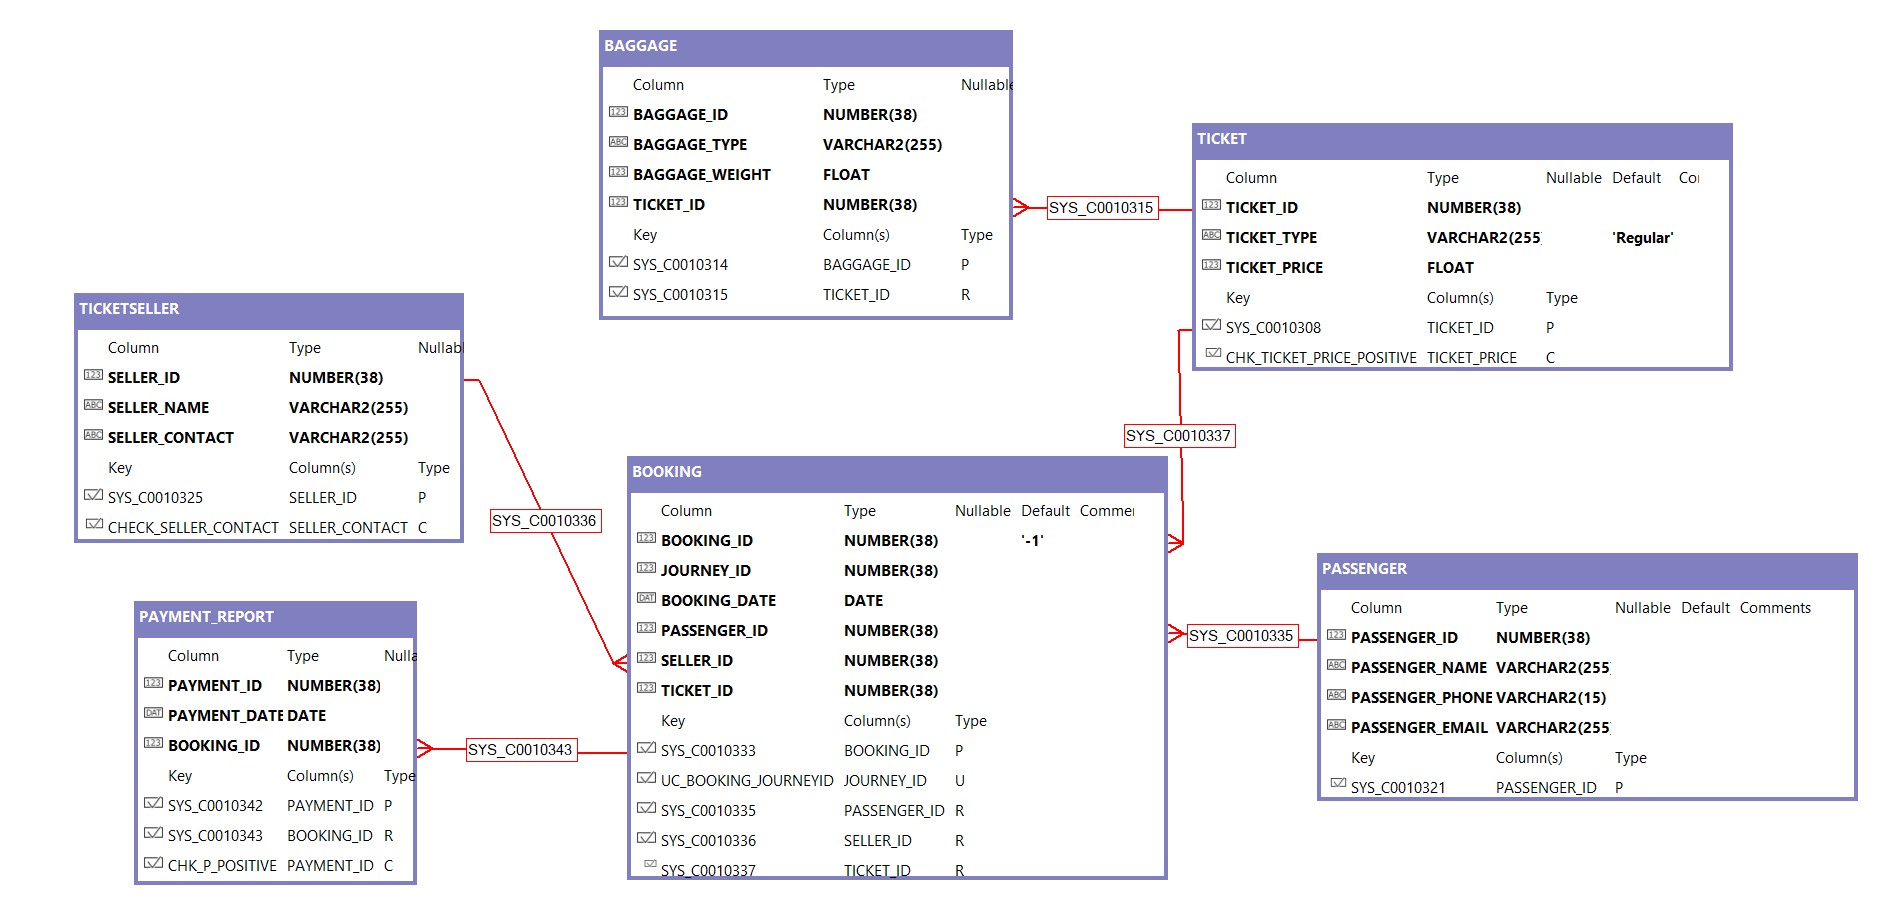 BAGGAGE
Column Type Nullable
BAGGAGE_ID NUMBER(38)
BAGGAGE_TYPE VARCHAR2(255)
BAGGAGE_WEIGHT FLOAT
TICKET_ID NUMBER(38)
Key Column(s) Type
SYS_C0010314 BAGGAGE_ID P
SYS_C0010315 TICKET_ID R
SYS_C0010315
TICKET
Column Type Nullable Default Co
TICKET_ID NUMBER(38)
TICKET_TYPE VARCHAR2(255 'Regular'
TICKET_PRICE FLOAT
Key Column(s) Type
SYS_C0010308 TICKET_ID P
CHK_TICKET_PRICE_POSITIVE TICKET_PRICE C
TICKETSELLER
Column Type Nullab
SELLER_ID NUMBER(38)
SELLER_NAME VARCHAR2(255)
SELLER_CONTACT VARCHAR2(255)
Key Column(s) Type
SYS_C0010325 SELLER_ID P
CHECK_SELLER_CONTACT SELLER_CONTACT C
SYS_C0010336
SYS_C0010337
BOOKING
Column Type Nullable Default Commen
BOOKING_ID NUMBER(38) '-1'
JOURNEY_ID NUMBER(38)
BOOKING_DATE DATE
PASSENGER_ID NUMBER(38)
SELLER_ID NUMBER(38)
TICKET_ID NUMBER(38)
Key Column(s) Type
SYS_C0010333 BOOKING_ID P
UC_BOOKING_JOURNEYID JOURNEY_ID U
SYS_C0010335 PASSENGER_ID R
SYS_C0010336 SELLER_ID R
SYS_C0010337 TICKET_ID R
SYS_C0010335
PASSENGER
Column Type Nullable Default Comments
PASSENGER_ID NUMBER(38)
PASSENGER_NAME VARCHAR2(255
PASSENGER_PHONE VARCHAR2(15)
PASSENGER_EMAIL VARCHAR2(255
Key Column(s) Type
SYS_C0010321 PASSENGER_ID P
PAYMENT_REPORT
Column Type Nulla
PAYMENT_ID NUMBER(38)
PAYMENT_DATE DATE
BOOKING_ID NUMBER(38)
Key Column(s) Type
SYS_C0010342 PAYMENT_ID P
SYS_C0010343 BOOKING_ID R
CHK_P_POSITIVE PAYMENT_ID C
SYS_C0010343